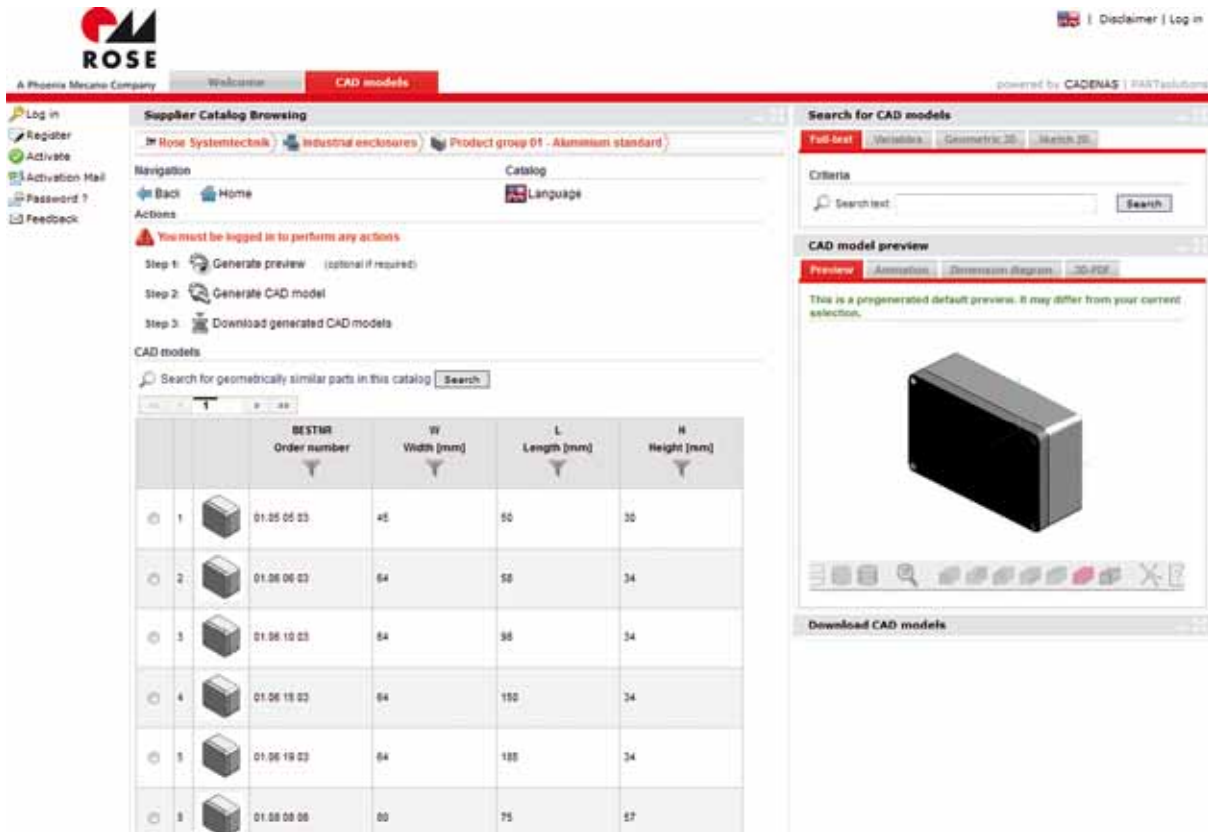 ROSE
A Phoenix Mecano Company
Welcome
CAD models
| Disclaimer | Log in
powered by CADENAS | PARTsolutions
Log in
Register
Activate
Activation Mail
Password ?
Feedback
Supplier Catalog Browsing
Rose Systemtechnik
Industrial enclosures
Product group 01 - Aluminium standard
Navigation
Catalog
Back
Home
Language
Actions
You must be logged in to perform any actions
Step 1: Generate preview (optional if required)
Step 2: Generate CAD model
Step 3: Download generated CAD models
CAD models
Search for geometrically similar parts in this catalog Search
1
BESTNR W L H
Order number Width [mm] Length [mm] Height [mm]
1 01.05 05 03 45 50 30
2 01.06 06 03 64 58 34
3 01.06 10 03 64 98 34
4 01.06 15 03 64 150 34
5 01.06 19 03 64 34
01.08 08 06 80 75 57
Search for CAD models
Full-text Variables Geometric 3D Sketch 2D
Criteria
Search text Search
CAD model preview
Preview Animation Dimension diagram 3D-PDF
This is a pregenerated default preview. It may differ from your current
selection.
Download CAD models